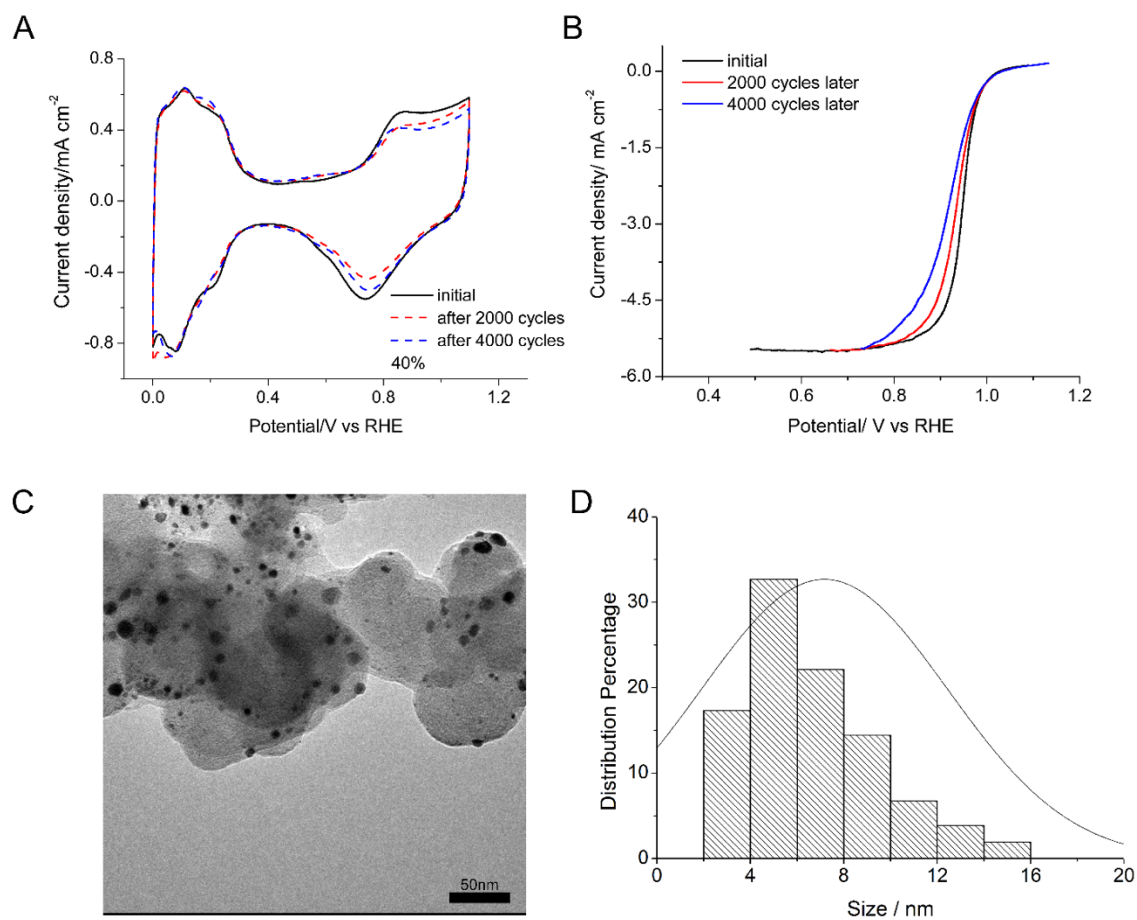 A
0.8
0.4
0.0
-0.4
-0.8
Current density/mA cm⁻²
initial
after 2000 cycles
after 4000 cycles
40%
0.0
0.4
0.8
1.2
Potential/V vs RHE
B
0.0
-1.5
-3.0
-4.5
-6.0
Current density/ mA cm⁻²
initial
2000 cycles later
4000 cycles later
0.4
0.6
0.8
1.0
1.2
Potential/ V vs RHE
C
50nm
D
40
30
20
10
0
Distribution Percentage
0
4
8
12
16
20
Size / nm